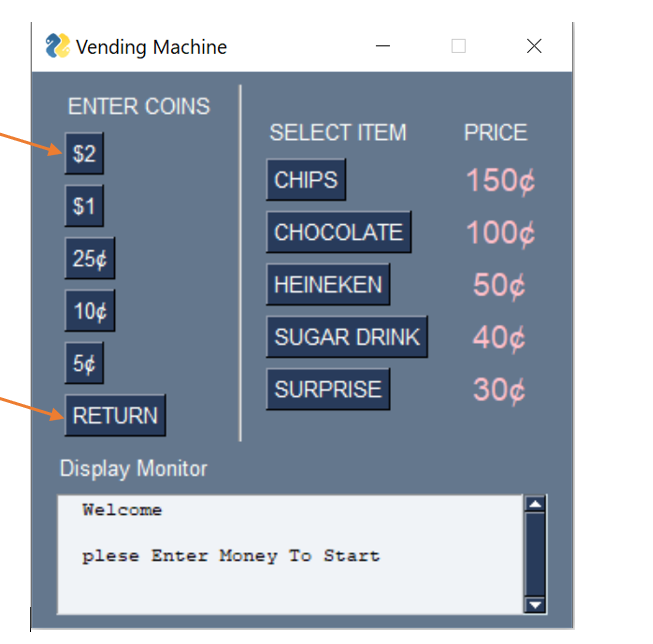 Vending Machine
ENTER COINS
$2
$1
25¢
10¢
5¢
RETURN
SELECT ITEM PRICE
CHIPS 150¢
CHOCOLATE 100¢
HEINEKEN 50¢
SUGAR DRINK 40¢
SURPRISE 30¢
Display Monitor
Welcome
plese Enter Money To Start